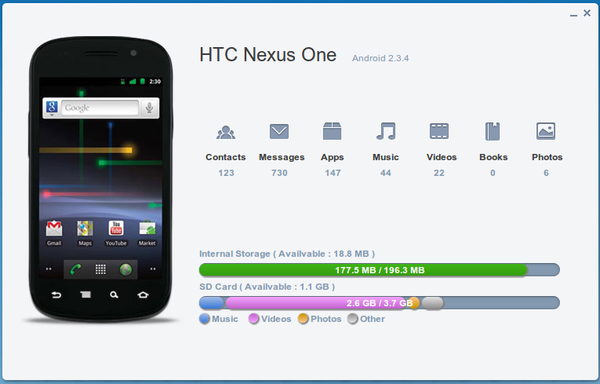 HTC Nexus One Android 2.3.4
2:30
Google
Contacts Messages Apps Music Videos Books Photos
123 730 147 44 22 0 6
Gmail Maps YouTube Market
Internal Storage ( Available : 18.8 MB )
177.5 MB / 196.3 MB
SD Card ( Available : 1.1 GB )
2.6 GB / 3.7 GB
Music Videos Photos Other